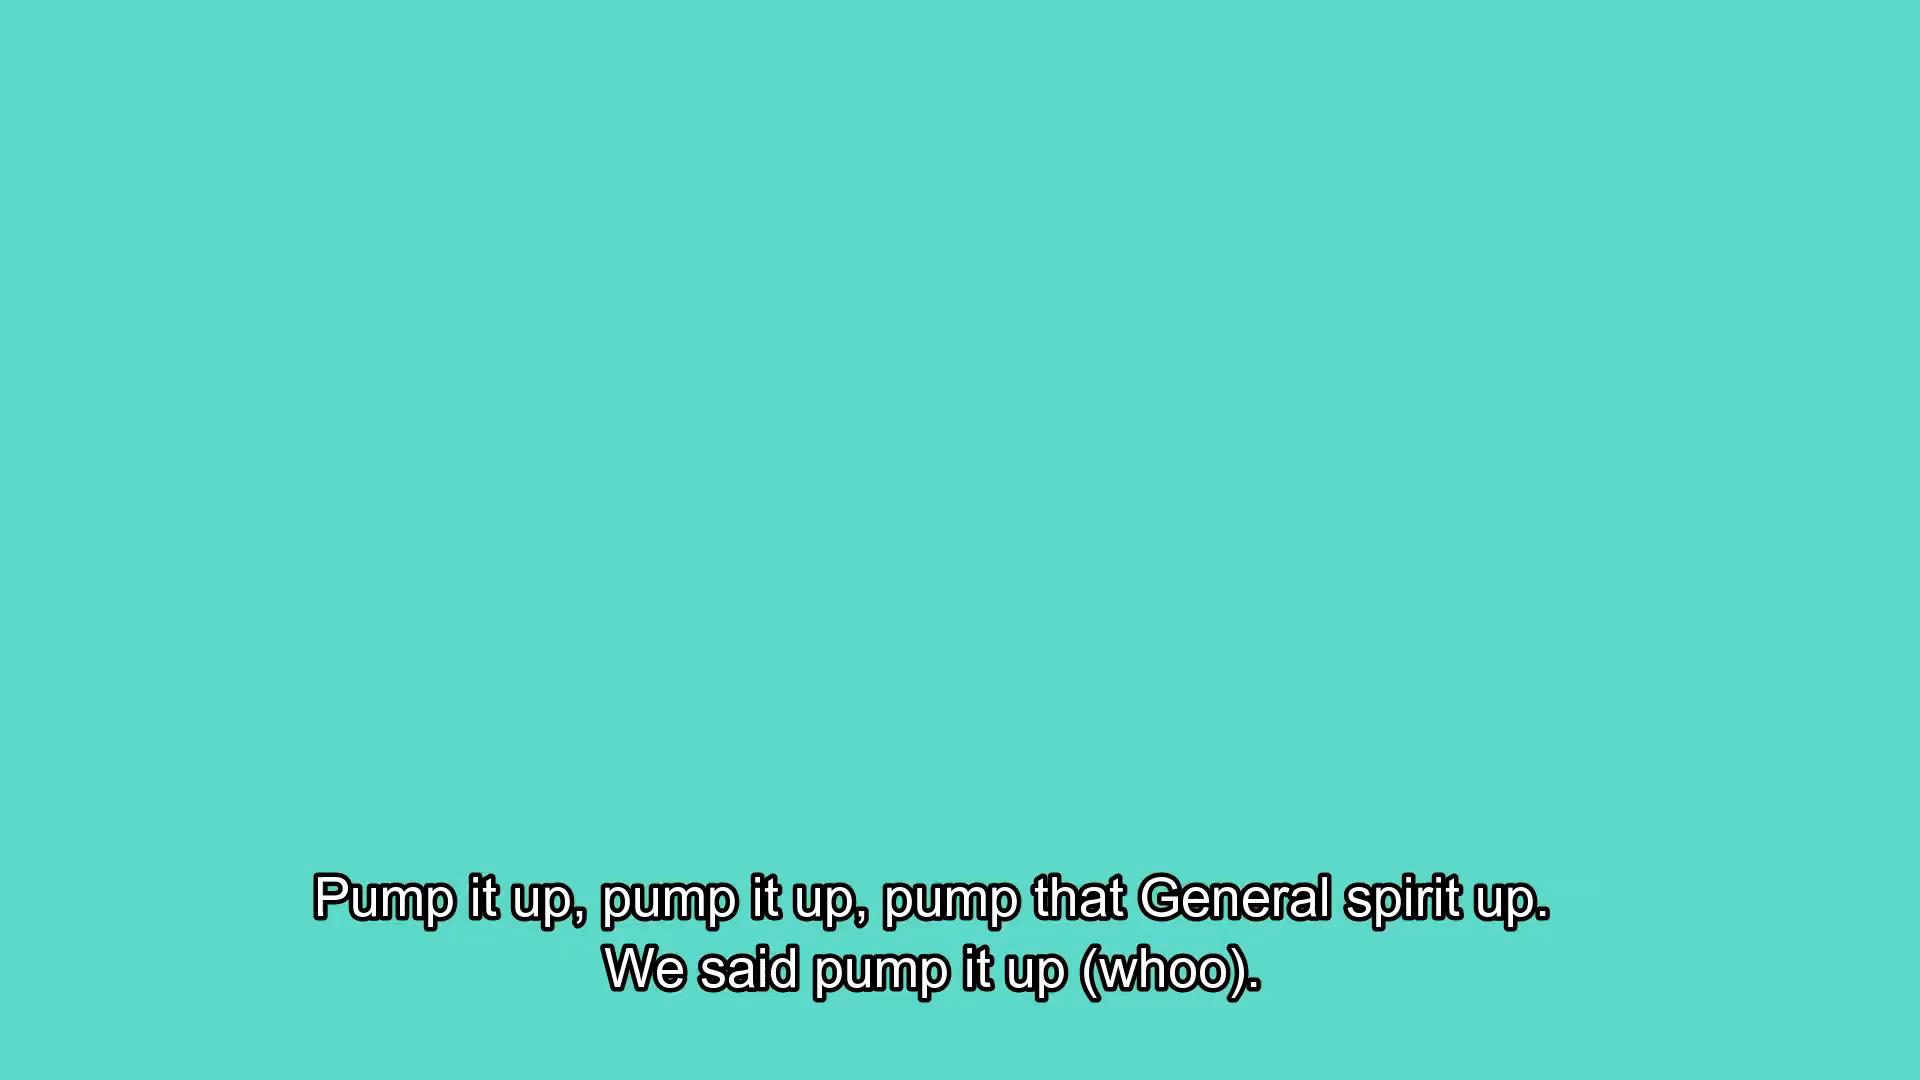 Pump it up, pump it up, pump that General spirit up.
We said pump it up (whoo).